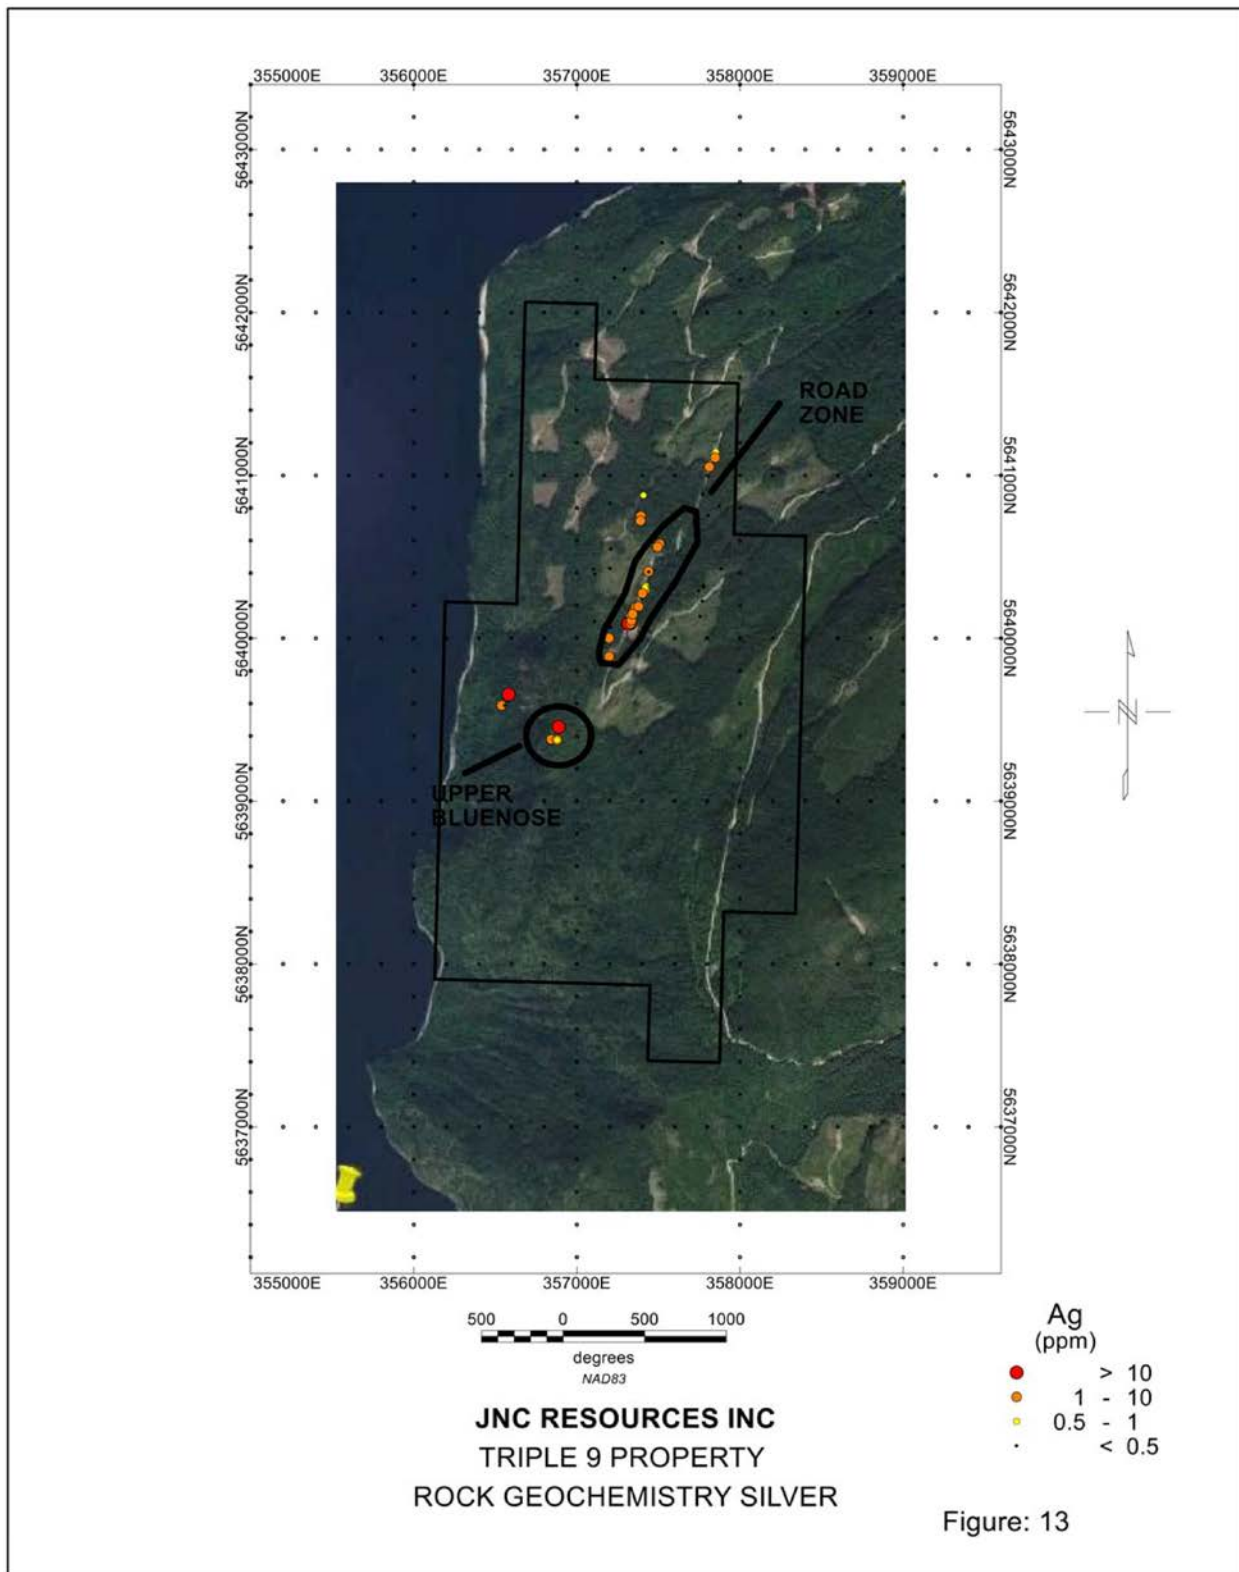 355000E 356000E 357000E 358000E 359000E
5643000N 5643000N
5642000N 5642000N
ROAD
ZONE
5641000N 5641000N
5640000N 5640000N
N
UPPER
BLUENOSE
5639000N 5639000N
5638000N 5638000N
5637000N 5637000N
355000E 356000E 357000E 358000E 359000E
500 0 500 1000
degrees
NAD83
Ag
(ppm)
> 10
1 - 10
0.5 - 1
< 0.5
JNC RESOURCES INC
TRIPLE 9 PROPERTY
ROCK GEOCHEMISTRY SILVER
Figure: 13